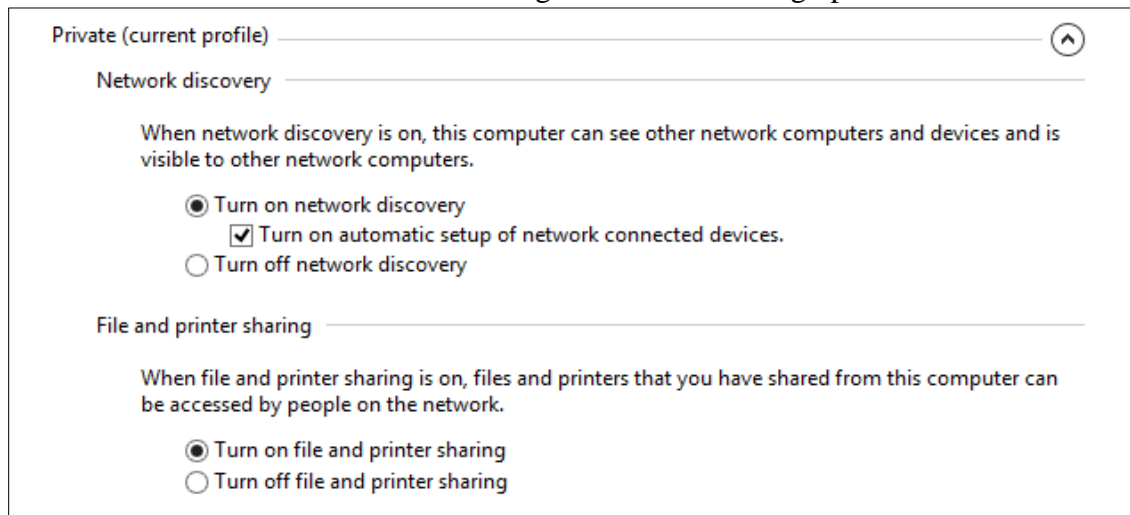 Private (current profile)
Network discovery
When network discovery is on, this computer can see other network computers and devices and is
visible to other network computers.
Turn on network discovery
Turn on automatic setup of network connected devices.
Turn off network discovery
File and printer sharing
When file and printer sharing is on, files and printers that you have shared from this computer can
be accessed by people on the network.
Turn on file and printer sharing
Turn off file and printer sharing